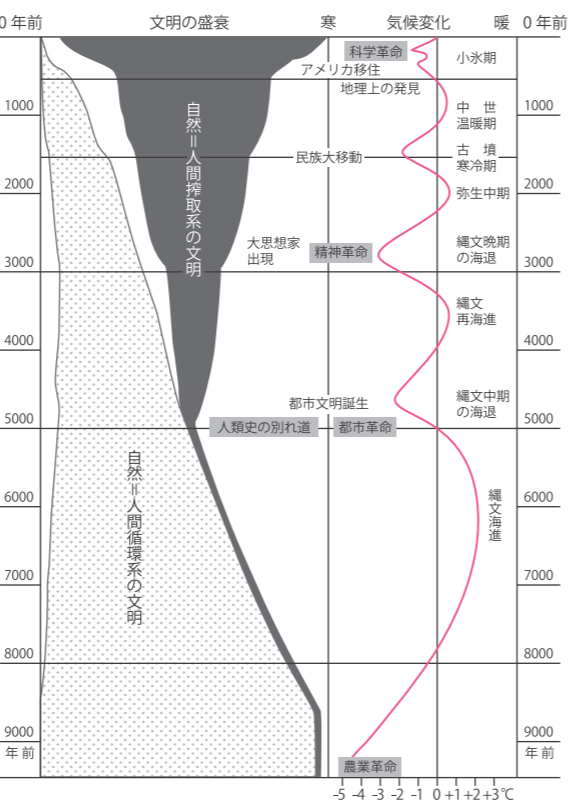 0 年前
文明の盛衰
寒
気候変化
暖
0 年前
科学革命
小氷期
アメリカ移住
地理上の発見
1000
中 世
温暖期
1000
自然＝人間搾取系の文明
民族大移動
古 墳
寒冷期
2000
弥生中期
2000
大思想家
出現
精神革命
縄文晩期
の海退
3000
3000
縄文
再海進
4000
4000
都市文明誕生
縄文中期
の海退
5000
人類史の別れ道
都市革命
5000
自然＝人間循環系の文明
6000
縄文海進
6000
7000
7000
8000
8000
9000
年 前
9000
年 前
農業革命
-5 -4 -3 -2 -1 0 +1 +2 +3℃